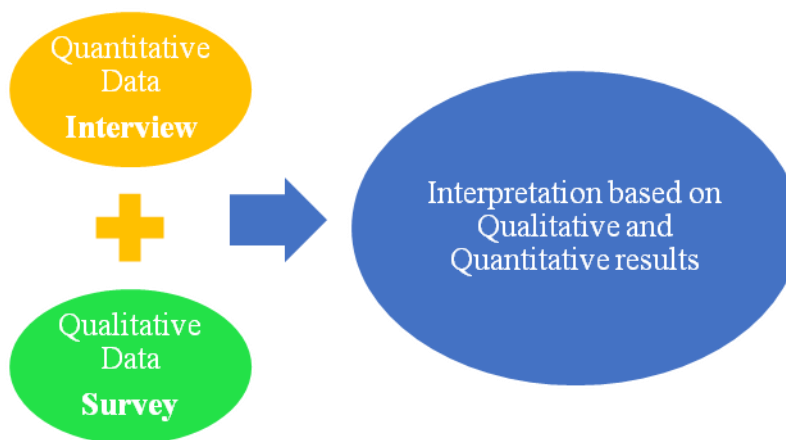 Quantitative
Data
Interview
Qualitative
Data
Survey
Interpretation based on
Qualitative and
Quantitative results